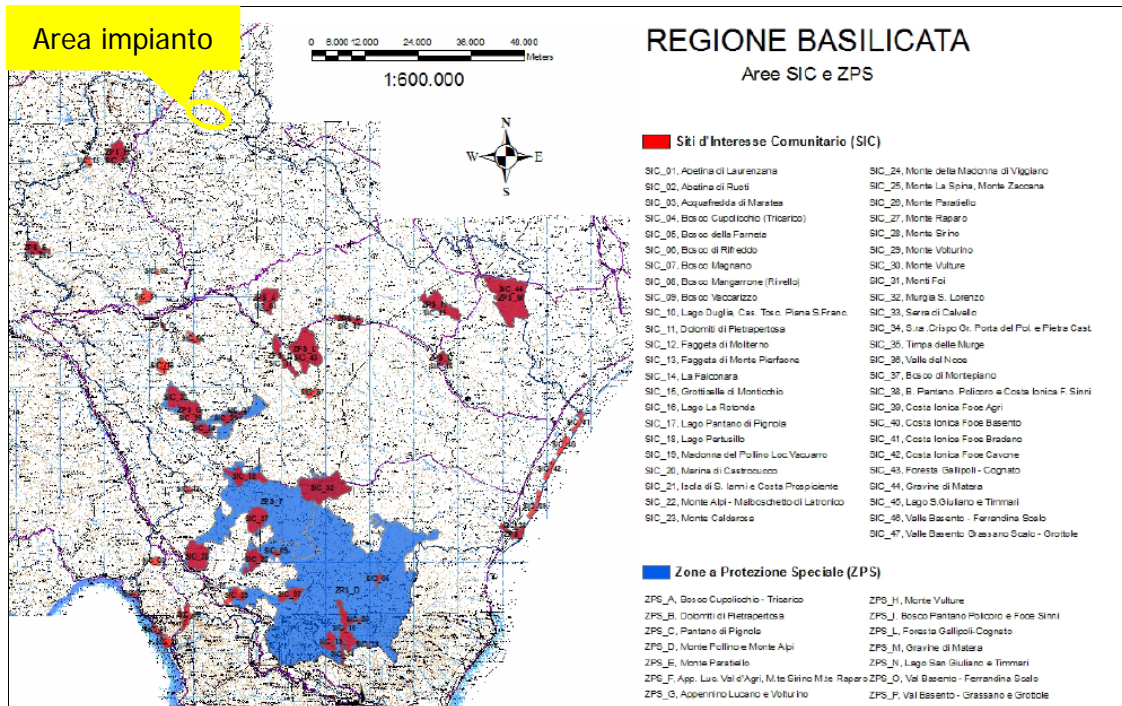 Area impianto
0 6.000 12.000 24.000 36.000 48.000
Meters
1:600.000
N
W E
S
REGIONE BASILICATA
Aree SIC e ZPS
Siti d'Interesse Comunitario (SIC)
SIC_01, Abetina di Laurenzana
SIC_02, Abetina di Ruoti
SIC_03, Acquafredda di Maratea
SIC_04, Bosco Cupolicchio (Tricarico)
SIC_05, Bosco della Farneta
SIC_06, Bosco di Rifreddo
SIC_07, Bosco Magnano
SIC_08, Bosco Mangarrone (Rivello)
SIC_09, Bosco Vaccarizzo
SIC_10, Lago Duglia, Cas. Tosc. Piana S.Franc.
SIC_11, Dolomiti di Pietrapertosa
SIC_12, Faggeta di Moliterno
SIC_13, Faggeta di Monte Pierfaone
SIC_14, La Falconara
SIC_15, Grotticelle di Monticchio
SIC_16, Lago La Rotonda
SIC_17, Lago Pantano di Pignola
SIC_18, Lago Pertusillo
SIC_19, Madonna del Pollino Loc.Vacuarro
SIC_20, Marina di Castrocucco
SIC_21, Isola di S. Ianni e Costa Prospiciente
SIC_22, Monte Alpi - Malboschetto di Latronico
SIC_23, Monte Caldarosa
SIC_24, Monte della Madonna di Viggiano
SIC_25, Monte La Spina, Monte Zaccana
SIC_26, Monte Paratiello
SIC_27, Monte Raparo
SIC_28, Monte Sirino
SIC_29, Monte Volturino
SIC_30, Monte Vulture
SIC_31, Monti Foi
SIC_32, Murgia S. Lorenzo
SIC_33, Serra di Calvello
SIC_34, S.ra .Crispo Gr. Porta del Pol. e Pietra Cast.
SIC_35, Timpa delle Murge
SIC_36, Valle del Noce
SIC_37, Bosco di Montepiano
SIC_38, B. Pantano Policoro e Costa Ionica F. Sinni
SIC_39, Costa Ionica Foce Agri
SIC_40, Costa Ionica Foce Basento
SIC_41, Costa Ionica Foce Bradano
SIC_42, Costa Ionica Foce Cavone
SIC_43, Foresta Gallipoli - Cognato
SIC_44, Gravine di Matera
SIC_45, Lago S.Giuliano e Timmari
SIC_46, Valle Basento - Ferrandina Scalo
SIC_47, Valle Basento Grassano Scalo - Grottole
Zone a Protezione Speciale (ZPS)
ZPS_A, Bosco Cupolicchio - Tricarico
ZPS_B, Dolomiti di Pietrapertosa
ZPS_C, Pantano di Pignola
ZPS_D, Monte Pollino e Monte Alpi
ZPS_E, Monte Paratiello
ZPS_F, App. Luc. Val d'Agri, M.te Sirino M.te Raparo
ZPS_G, Appennino Lucano e Volturino
ZPS_H, Monte Vulture
ZPS_I, Bosco Pantano Policoro e Foce Sinni
ZPS_L, Foresta Gallipoli-Cognato
ZPS_M, Gravine di Matera
ZPS_N, Lago San Giuliano e Timmari
ZPS_O, Val Basento - Ferrandina Scalo
ZPS_P, Val Basento - Grassano e Grottole
SIC_44
ZPS_M
SIC_43
SIC_32
ZPS_D